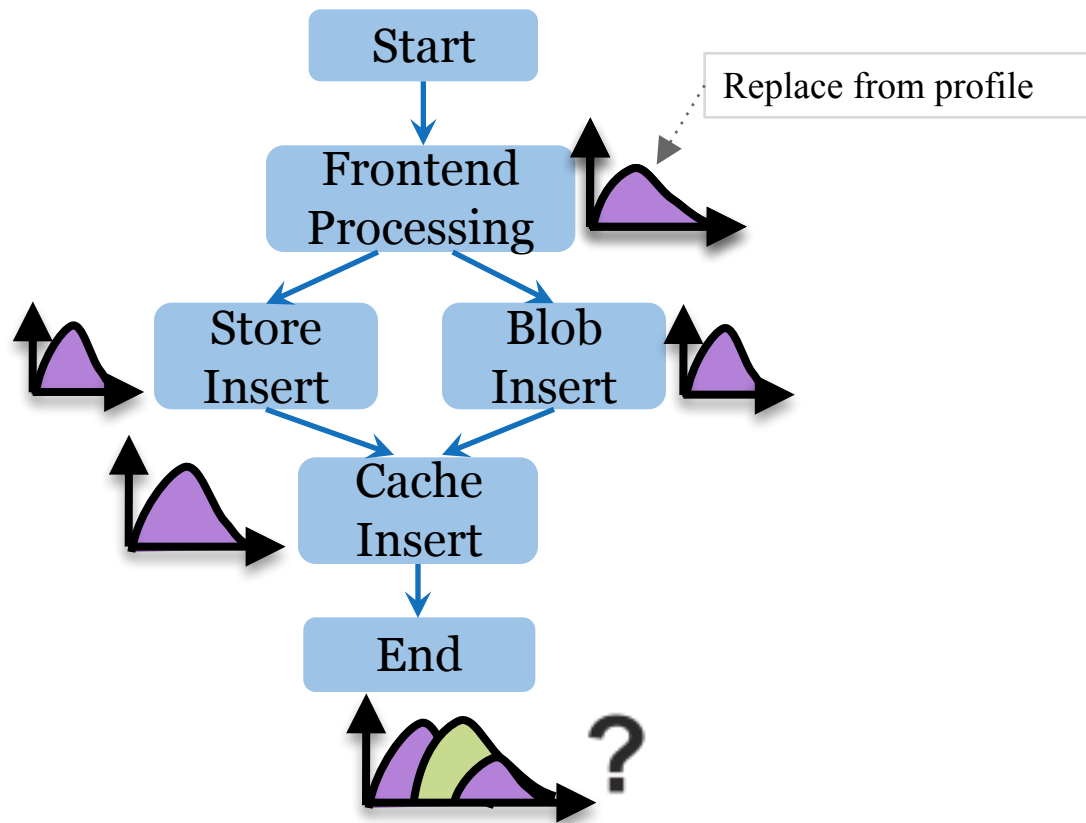 Start
Replace from profile
Frontend
Processing
Store
Insert
Blob
Insert
Cache
Insert
End
?